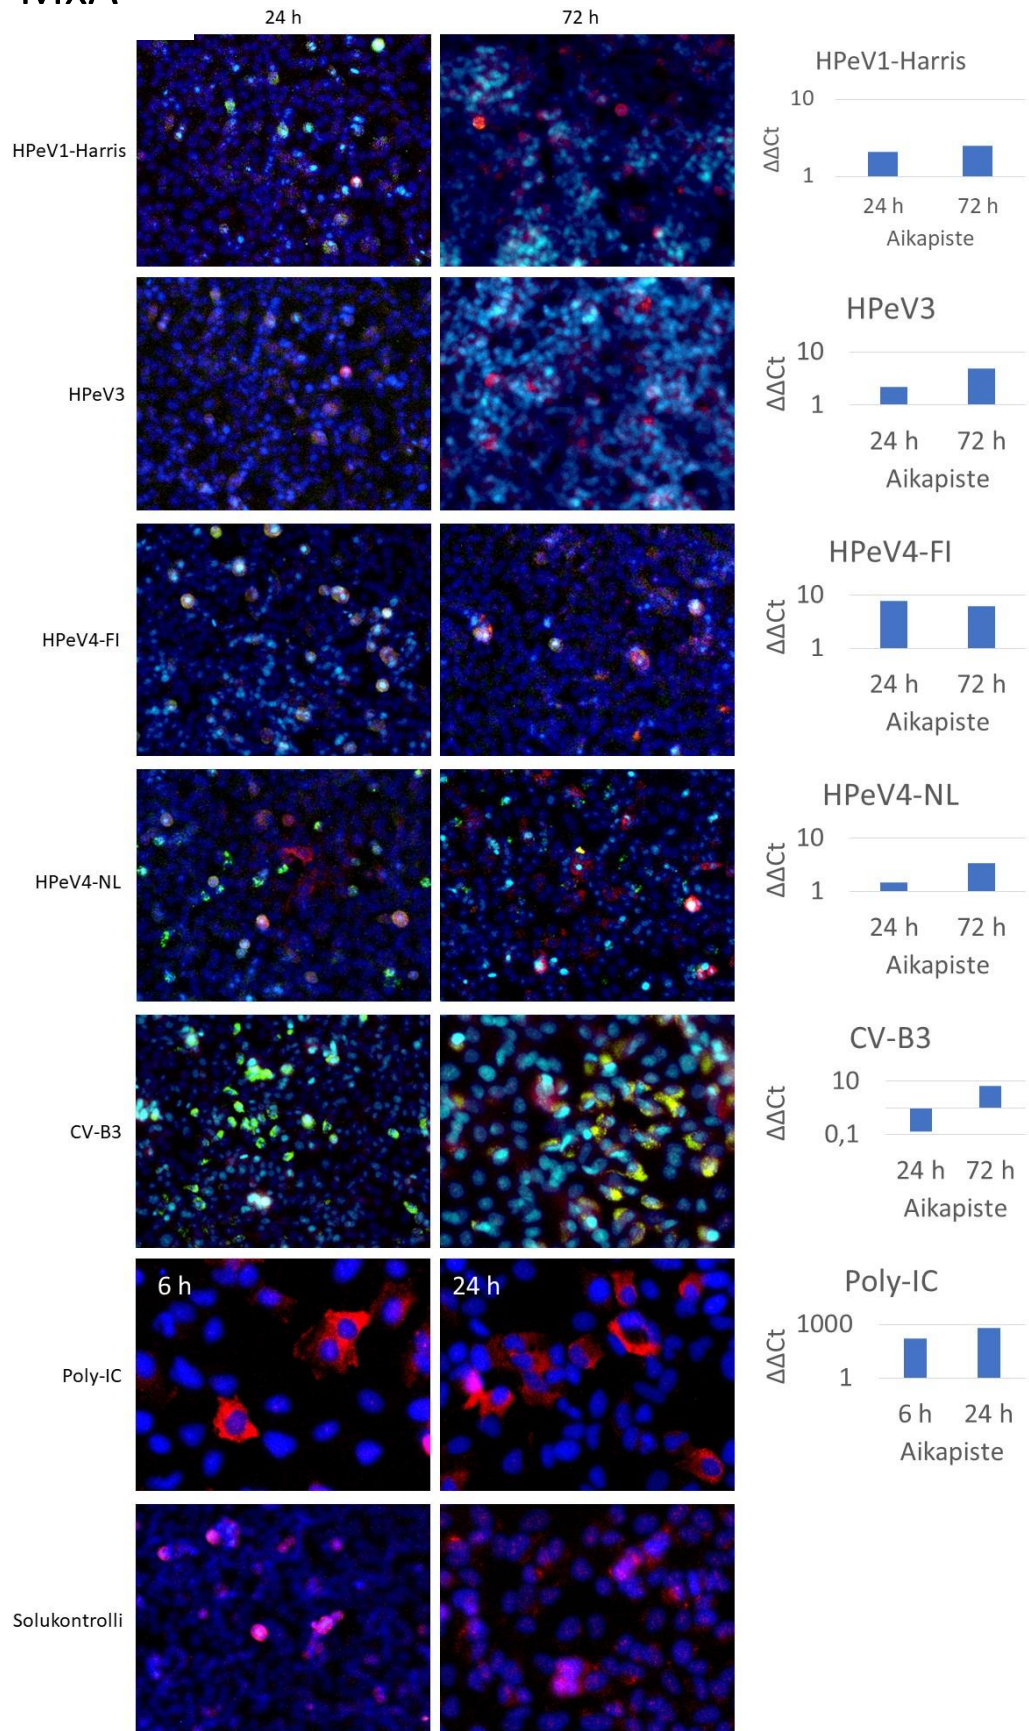 MxA
24 h
72 h
HPeV1-Harris
HPeV1-Harris
10
1
ΔΔCt
24 h
72 h
Aikapiste
HPeV3
HPeV3
10
1
ΔΔCt
24 h
72 h
Aikapiste
HPeV4-FI
HPeV4-FI
10
1
ΔΔCt
24 h
72 h
Aikapiste
HPeV4-NL
HPeV4-NL
10
1
ΔΔCt
24 h
72 h
Aikapiste
CV-B3
CV-B3
10
0,1
ΔΔCt
24 h
72 h
Aikapiste
Poly-IC
6 h
24 h
Poly-IC
1000
1
ΔΔCt
6 h
24 h
Aikapiste
Solukontrolli